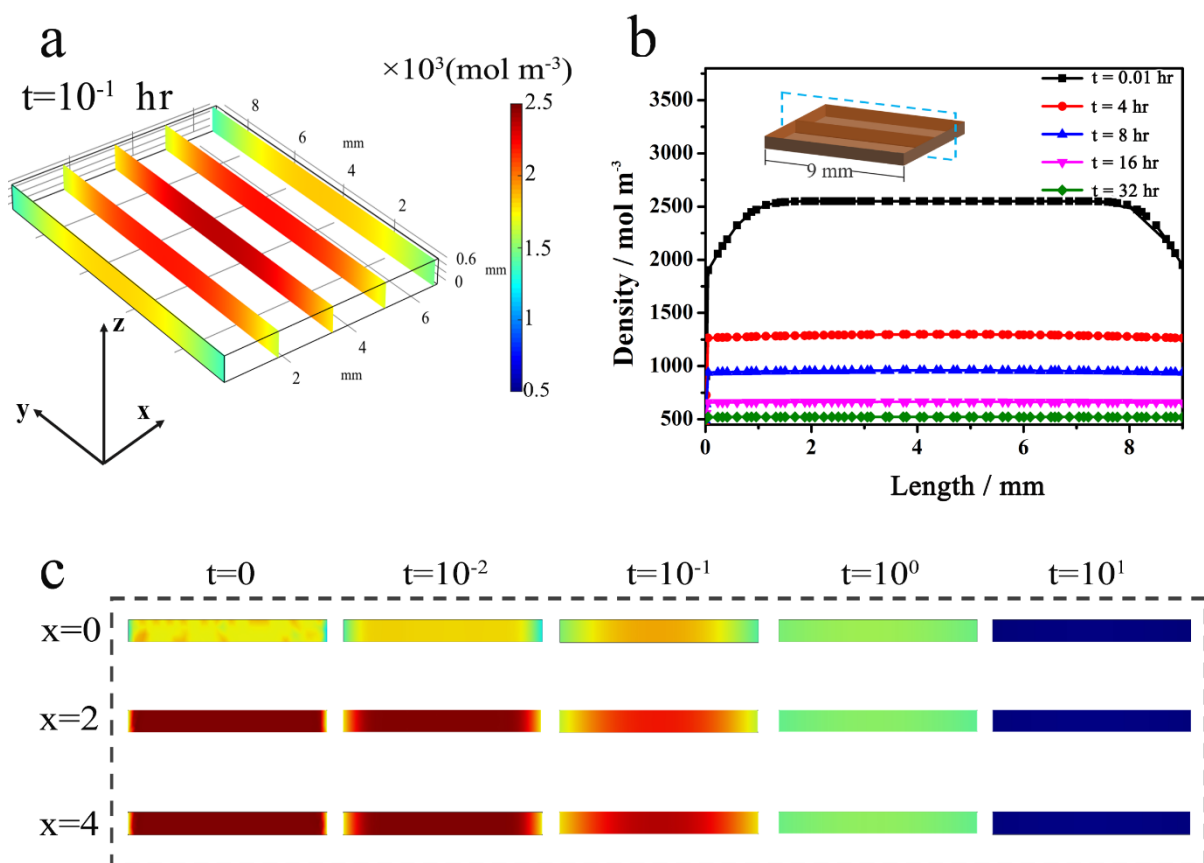 a
t=10⁻¹ hr
×10³(mol m⁻³)
2.5
2
1.5
1
0.5
8
6
mm
4
2
0.6
mm
0
6
4
mm
2
z
y
x
b
3500
3000
2500
2000
1500
1000
500
Density / mol m⁻³
t = 0.01 hr
t = 4 hr
t = 8 hr
t = 16 hr
t = 32 hr
9 mm
0 2 4 6 8
Length / mm
c
t=0 t=10⁻² t=10⁻¹ t=10⁰ t=10¹
x=0
x=2
x=4